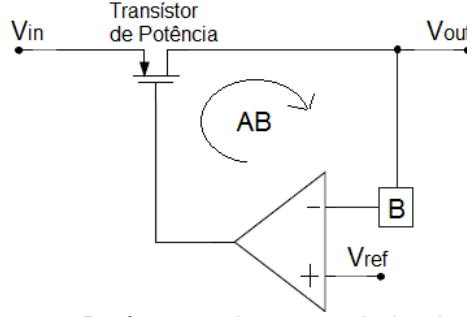 Transístor
de Potência
Vin
Vout
AB
B
−
+
Vref